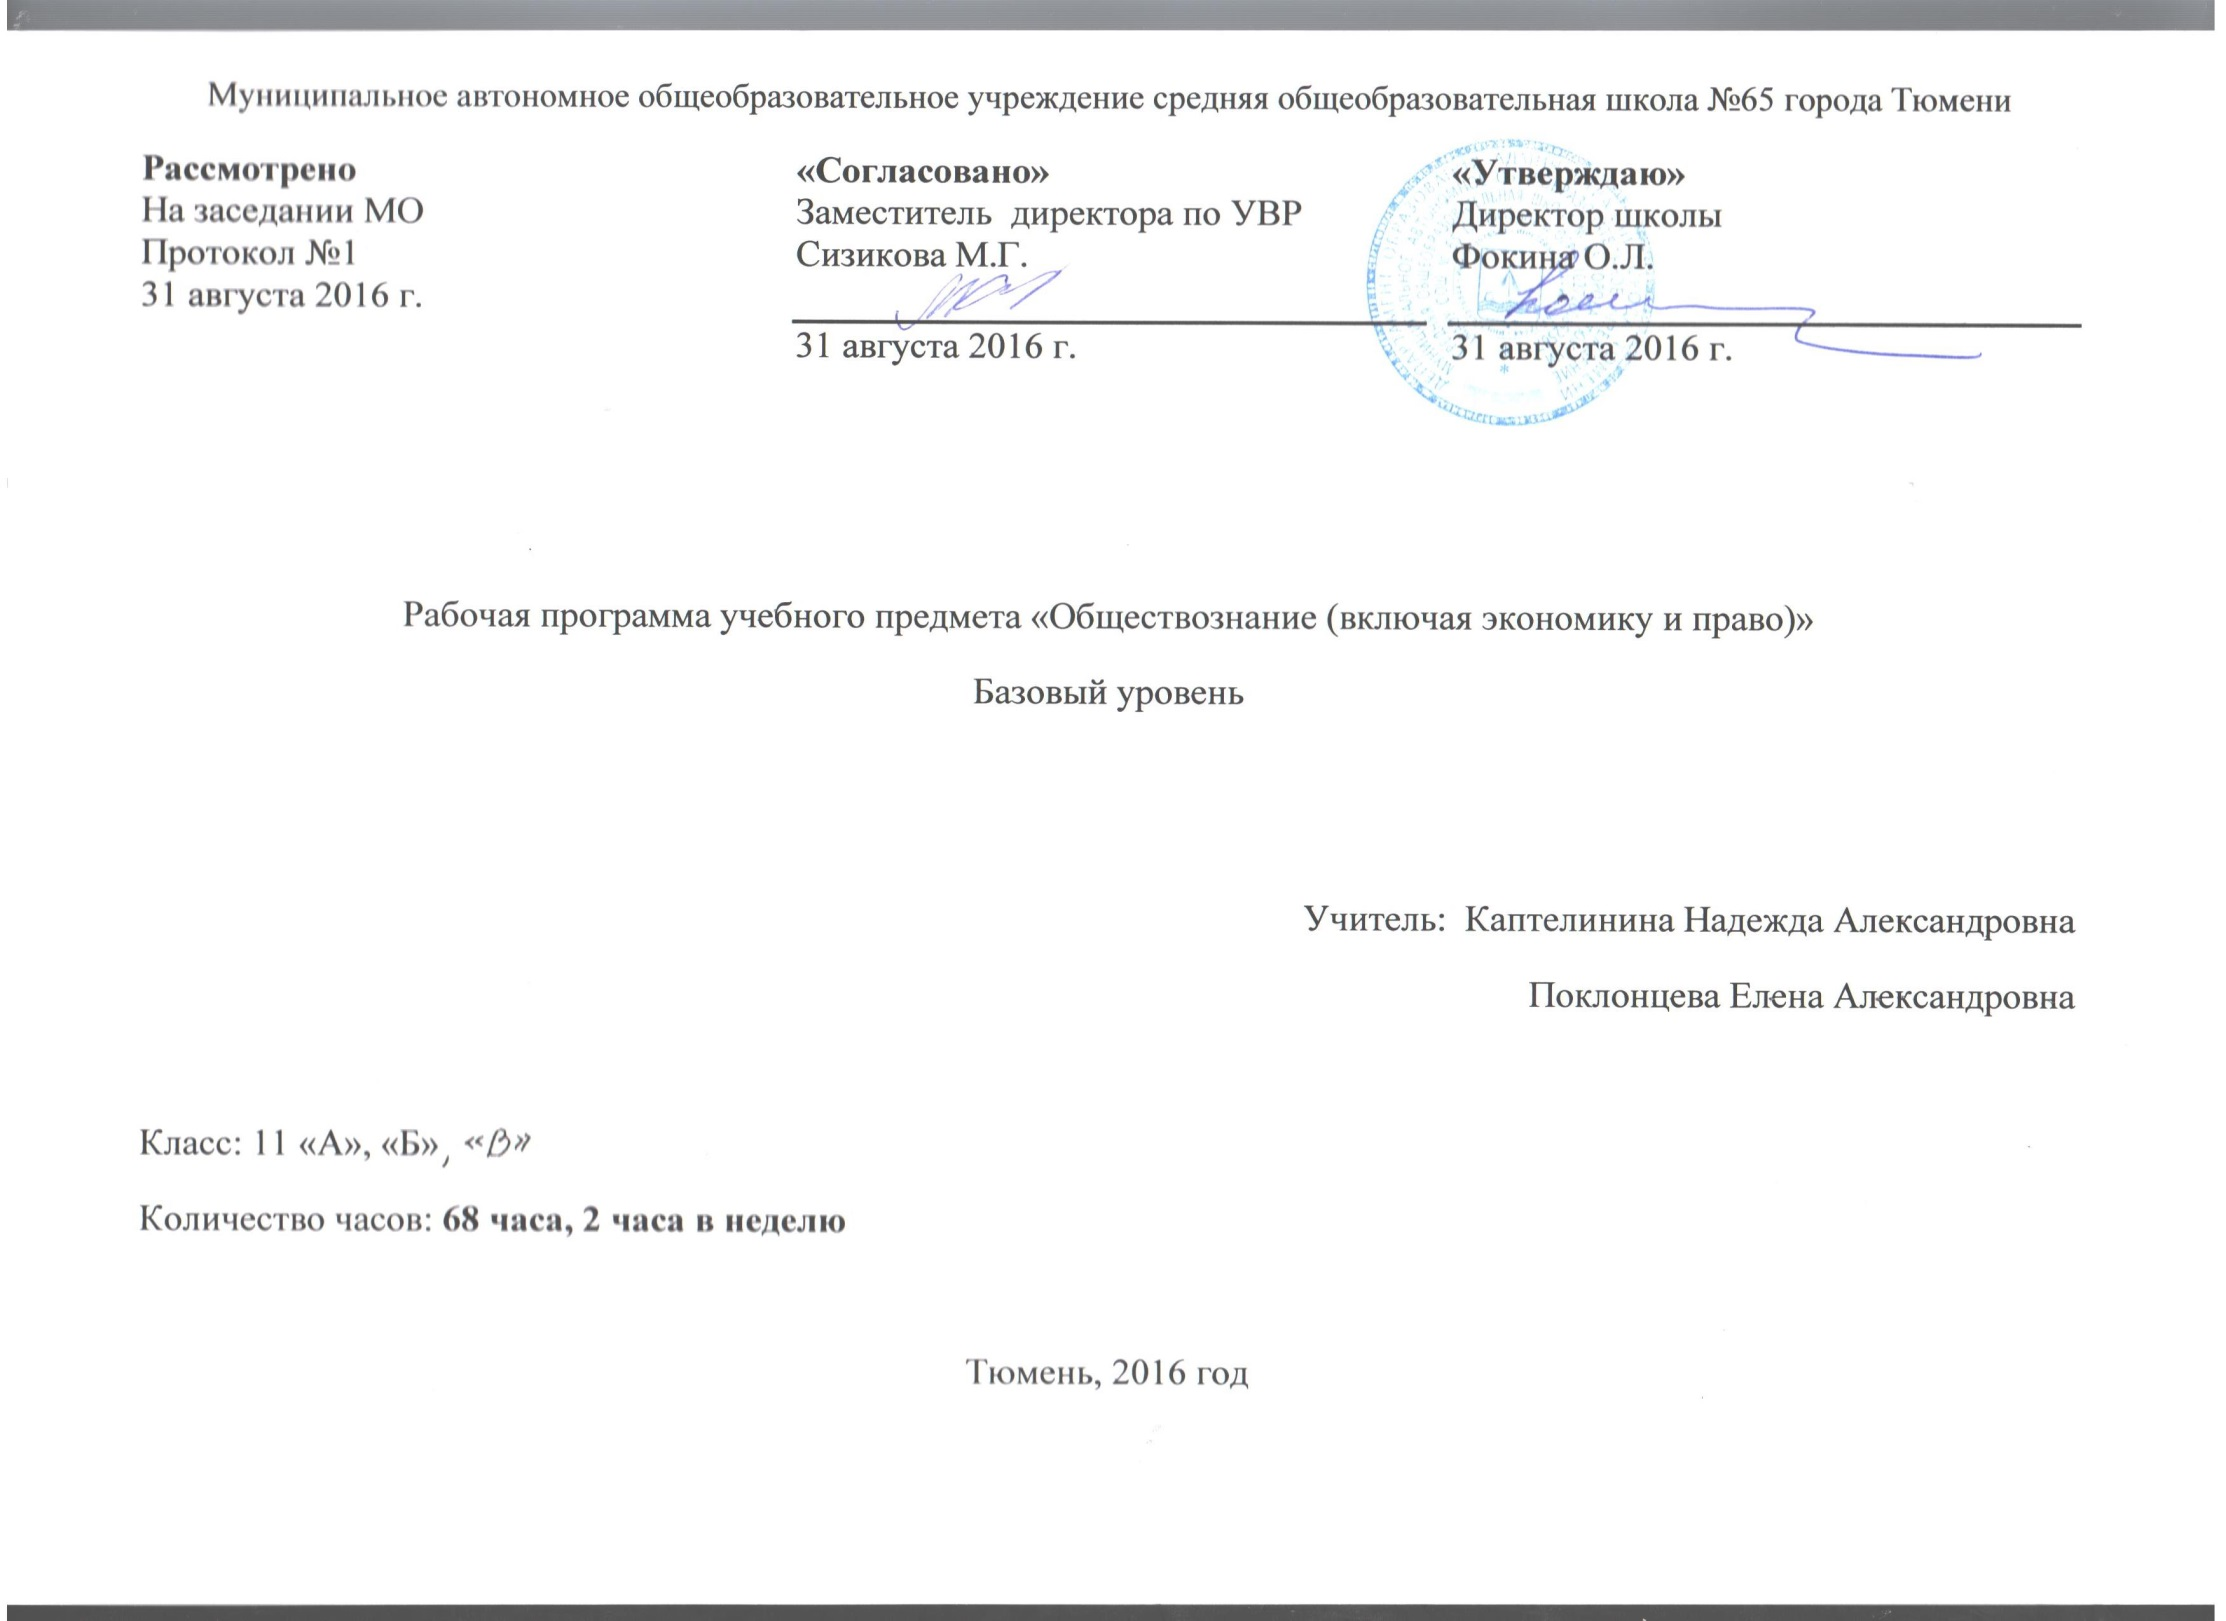 Муниципальное автономное общеобразовательное учреждение средняя общеобразовательная школа №65 города Тюмени
Рассмотрено
На заседании МО
Протокол №1
31 августа 2016 г.
«Согласовано»
Заместитель директора по УВР
Сизикова М.Г.
31 августа 2016 г.
«Утверждаю»
Директор школы
Фокина О.Л.
31 августа 2016 г.
Рабочая программа учебного предмета «Обществознание (включая экономику и право)»
Базовый уровень
Учитель: Каптелинина Надежда Александровна
Поклонцева Елена Александровна
Класс: 11 «А», «Б», «В»
Количество часов: 68 часа, 2 часа в неделю
Тюмень, 2016 год